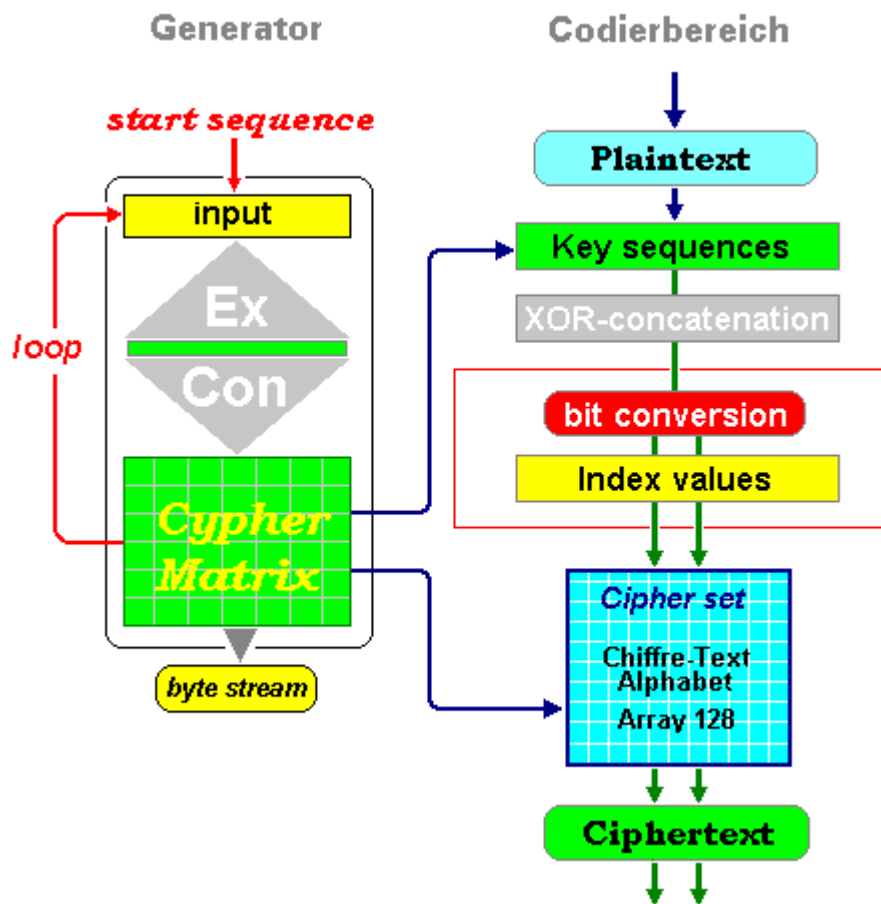 Generator
start sequence
input
Ex
Con
loop
Cypher
Matrix
byte stream
Codierbereich
Plaintext
Key sequences
XOR-concatenation
bit conversion
Index values
Cipher set
Chiffre-Text
Alphabet
Array 128
Ciphertext